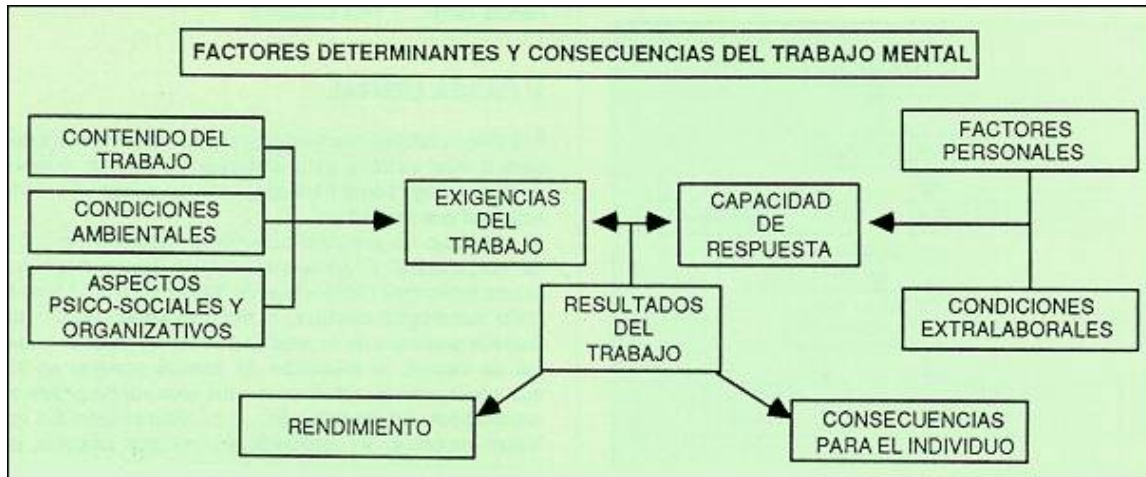 FACTORES DETERMINANTES Y CONSECUENCIAS DEL TRABAJO MENTAL
CONTENIDO DEL
TRABAJO
CONDICIONES
AMBIENTALES
ASPECTOS
PSICO-SOCIALES Y
ORGANIZATIVOS
EXIGENCIAS
DEL
TRABAJO
CAPACIDAD
DE
RESPUESTA
FACTORES
PERSONALES
CONDICIONES
EXTRALABORALES
RESULTADOS
DEL
TRABAJO
RENDIMIENTO
CONSECUENCIAS
PARA EL INDIVIDUO